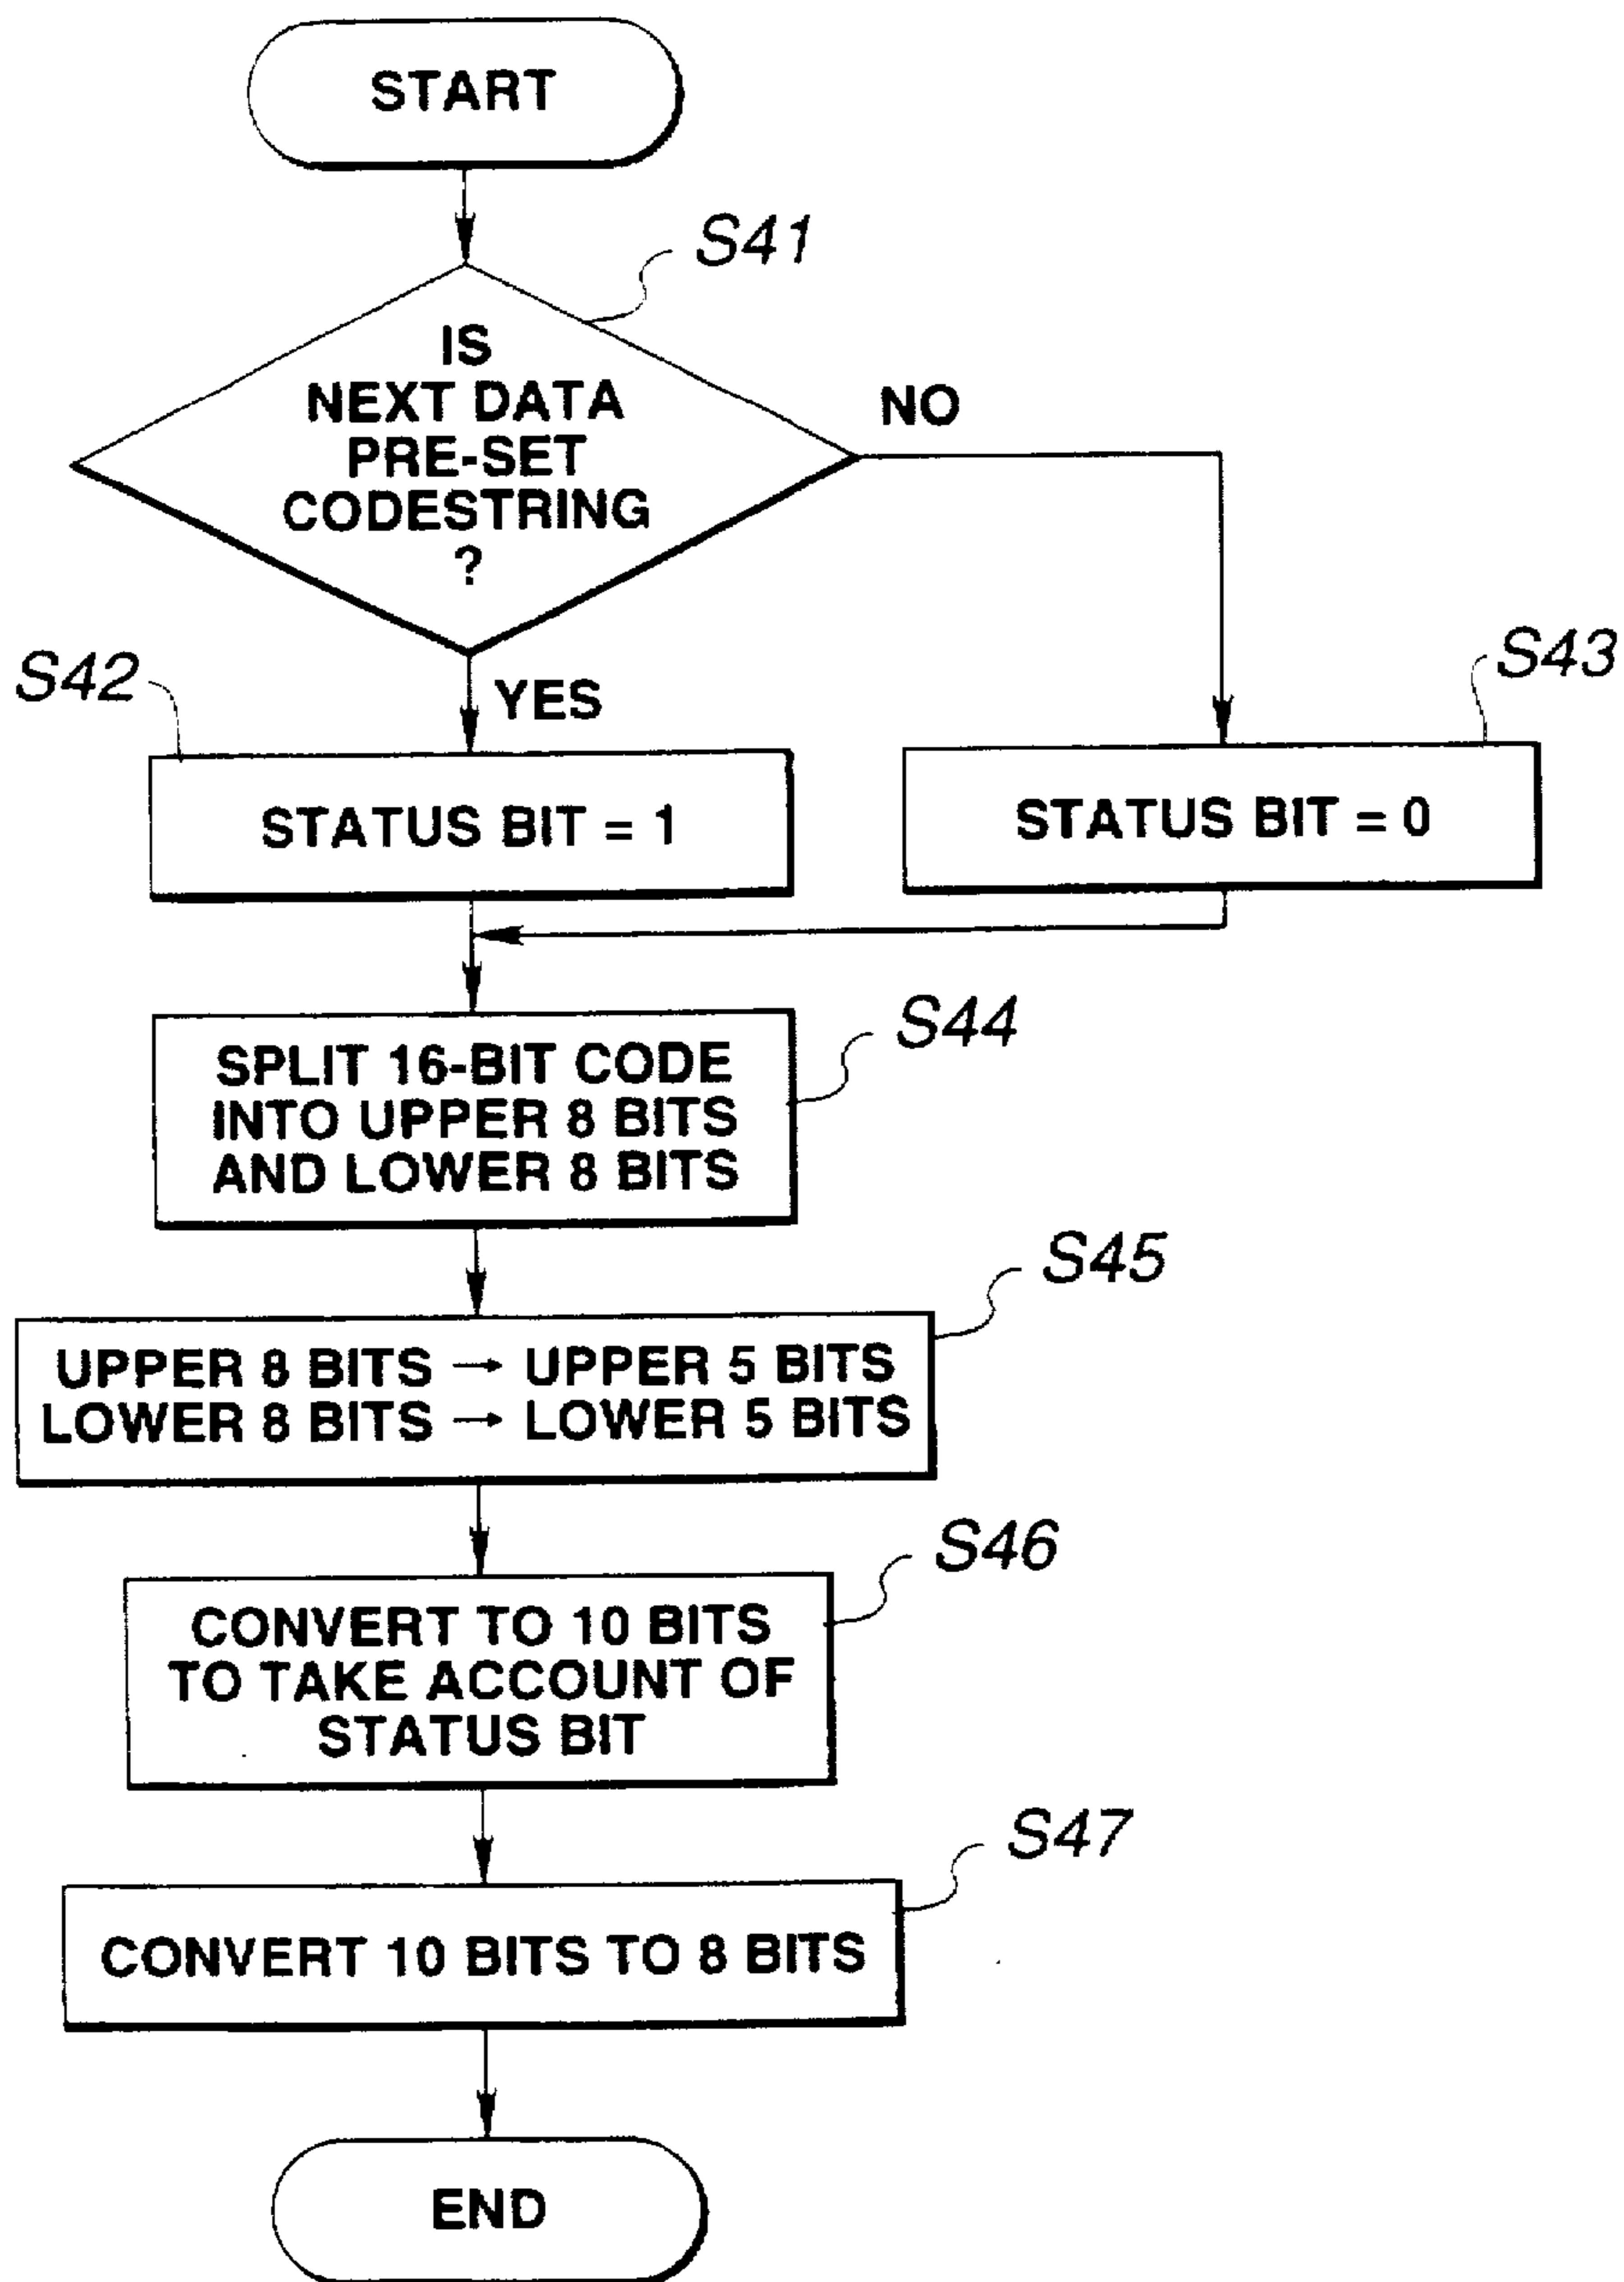 START
S41
IS
NEXT DATA
PRE-SET
CODESTRING
?
NO
YES
S42
S43
STATUS BIT = 1
STATUS BIT = 0
S44
SPLIT 16-BIT CODE
INTO UPPER 8 BITS
AND LOWER 8 BITS
S45
UPPER 8 BITS → UPPER 5 BITS
LOWER 8 BITS → LOWER 5 BITS
S46
CONVERT TO 10 BITS
TO TAKE ACCOUNT OF
STATUS BIT
S47
CONVERT 10 BITS TO 8 BITS
END